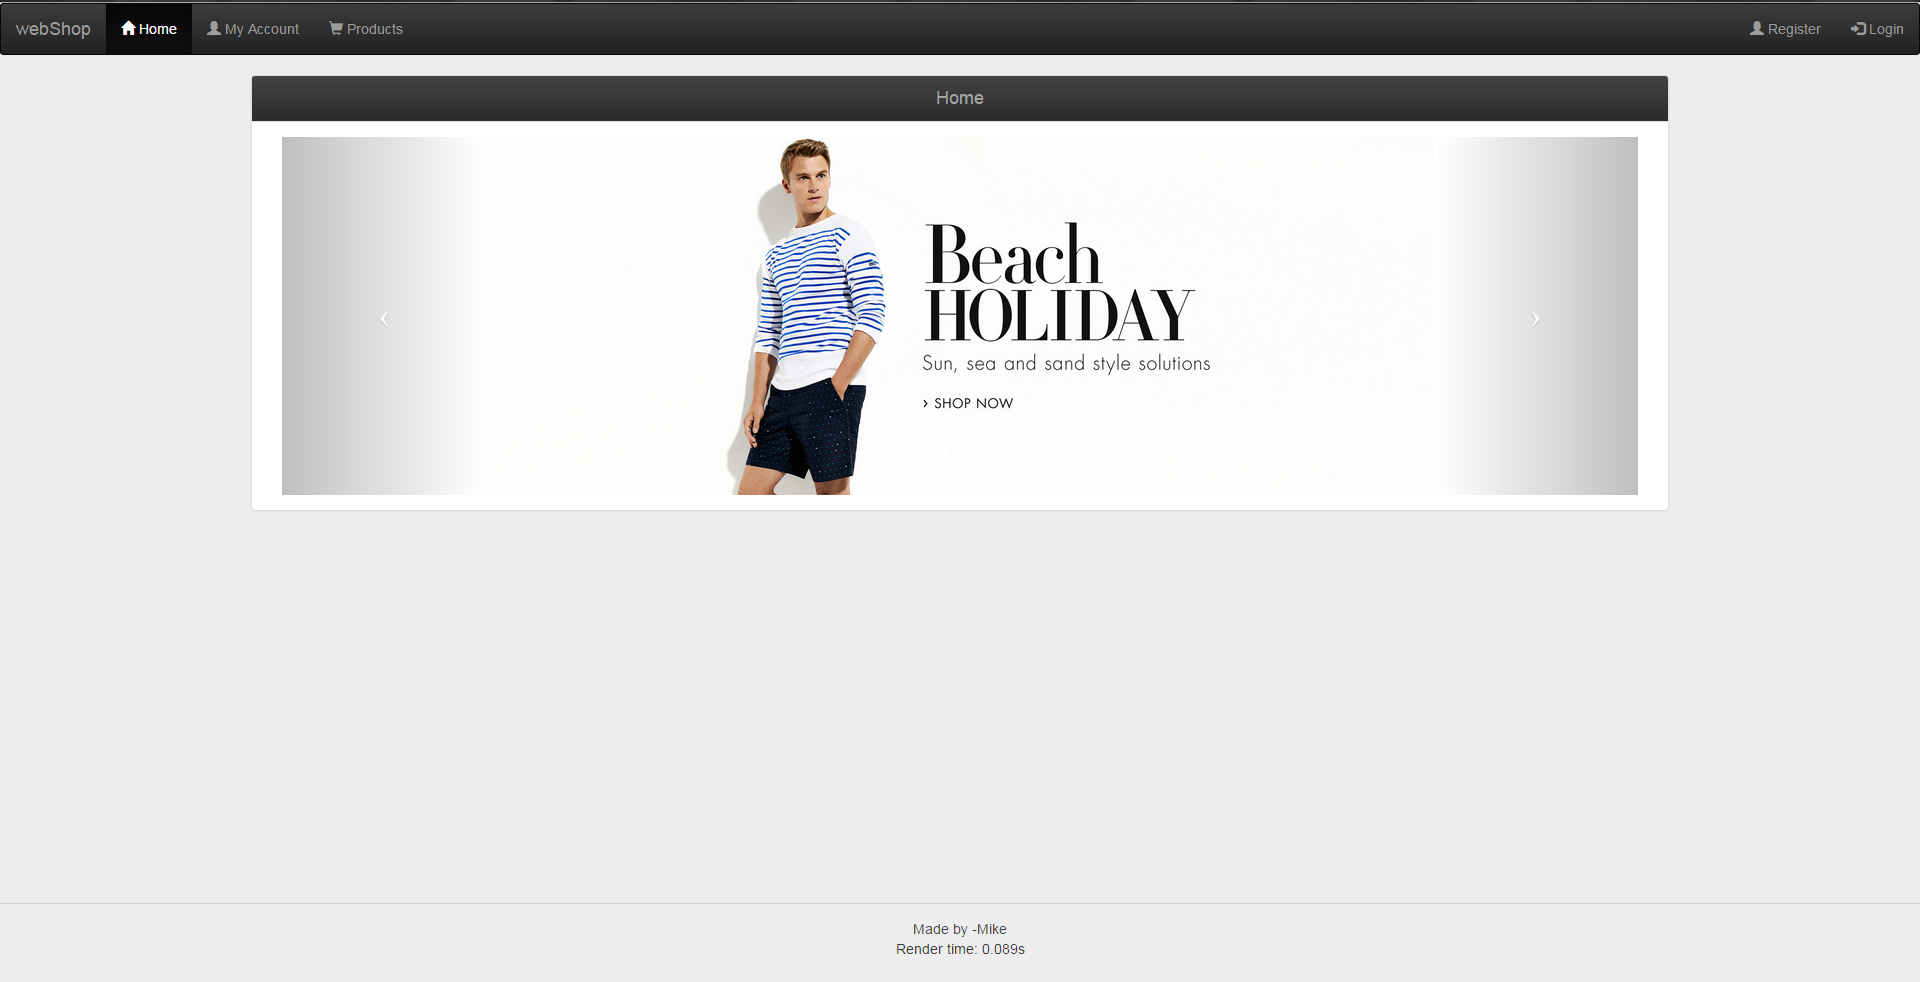 webShop Home My Account Products Register Login
Home
Beach
HOLIDAY
Sun, sea and sand style solutions
› SHOP NOW
Made by -Mike
Render time: 0.089s